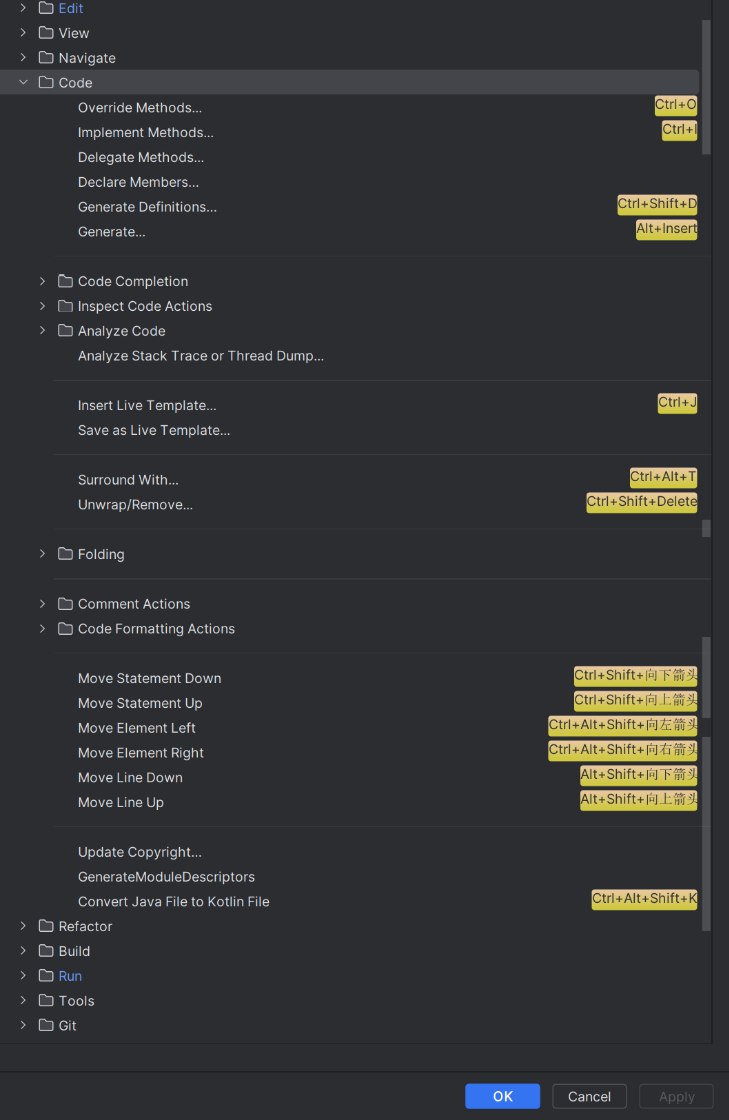 Edit
View
Navigate
Code
Override Methods... Ctrl+O
Implement Methods... Ctrl+I
Delegate Methods...
Declare Members...
Generate Definitions... Ctrl+Shift+D
Generate... Alt+Insert
Code Completion
Inspect Code Actions
Analyze Code
Analyze Stack Trace or Thread Dump...
Insert Live Template... Ctrl+J
Save as Live Template...
Surround With... Ctrl+Alt+T
Unwrap/Remove... Ctrl+Shift+Delete
Folding
Comment Actions
Code Formatting Actions
Move Statement Down Ctrl+Shift+向下箭头
Move Statement Up Ctrl+Shift+向上箭头
Move Element Left Ctrl+Alt+Shift+向左箭头
Move Element Right Ctrl+Alt+Shift+向右箭头
Move Line Down Alt+Shift+向下箭头
Move Line Up Alt+Shift+向上箭头
Update Copyright...
GenerateModuleDescriptors
Convert Java File to Kotlin File Ctrl+Alt+Shift+K
Refactor
Build
Run
Tools
Git
OK Cancel Apply